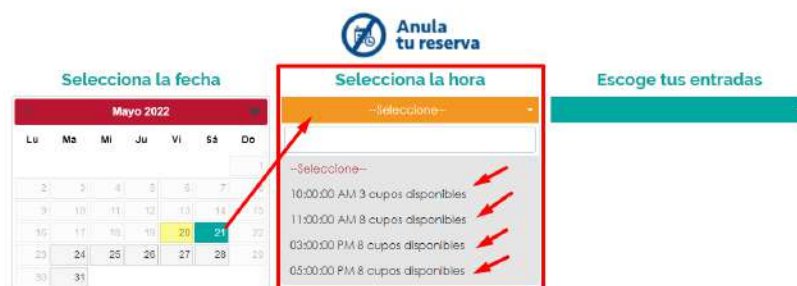 Anula
tu reserva
Selecciona la fecha
Mayo 2022
Lu Ma Mi Ju Vi Sá Do
1
2 3 4 5 6 7
9 10 11 12 13 14 15
16 17 18 19 20 21 22
23 24 25 26 27 28 29
30 31
Selecciona la hora
--Seleccione--
--Seleccione--
10:00:00 AM 3 cupos disponibles
11:00:00 AM 8 cupos disponibles
03:00:00 PM 8 cupos disponibles
05:00:00 PM 8 cupos disponibles
Escoge tus entradas